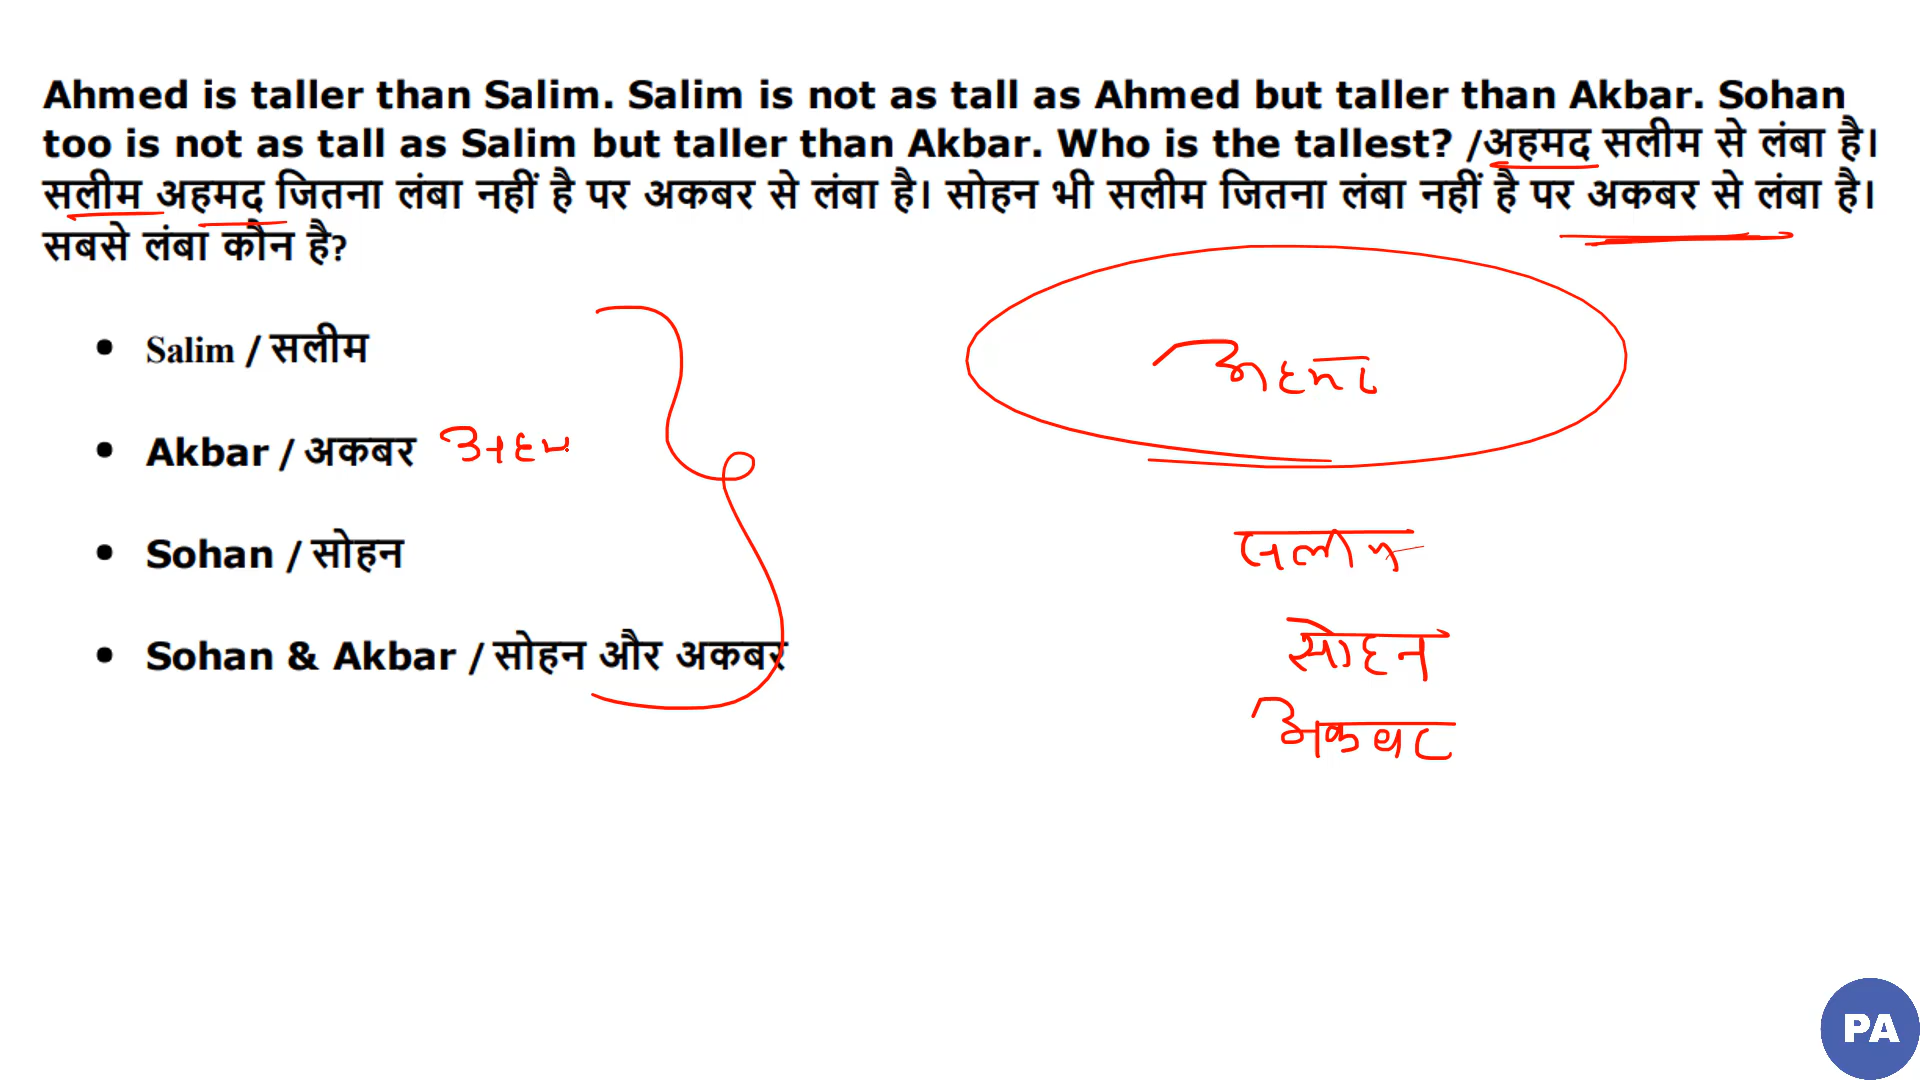 Ahmed is taller than Salim. Salim is not as tall as Ahmed but taller than Akbar. Sohan
too is not as tall as Salim but taller than Akbar. Who is the tallest? /अहमद सलीम से लंबा है।
सलीम अहमद जितना लंबा नहीं है पर अकबर से लंबा है। सोहन भी सलीम जितना लंबा नहीं है पर अकबर से लंबा है।
सबसे लंबा कौन है?
• Salim / सलीम
• Akbar / अकबर
• Sohan / सोहन
• Sohan & Akbar / सोहन और अकबर
अहमद
सलीम
सोहन
अकबर
PA